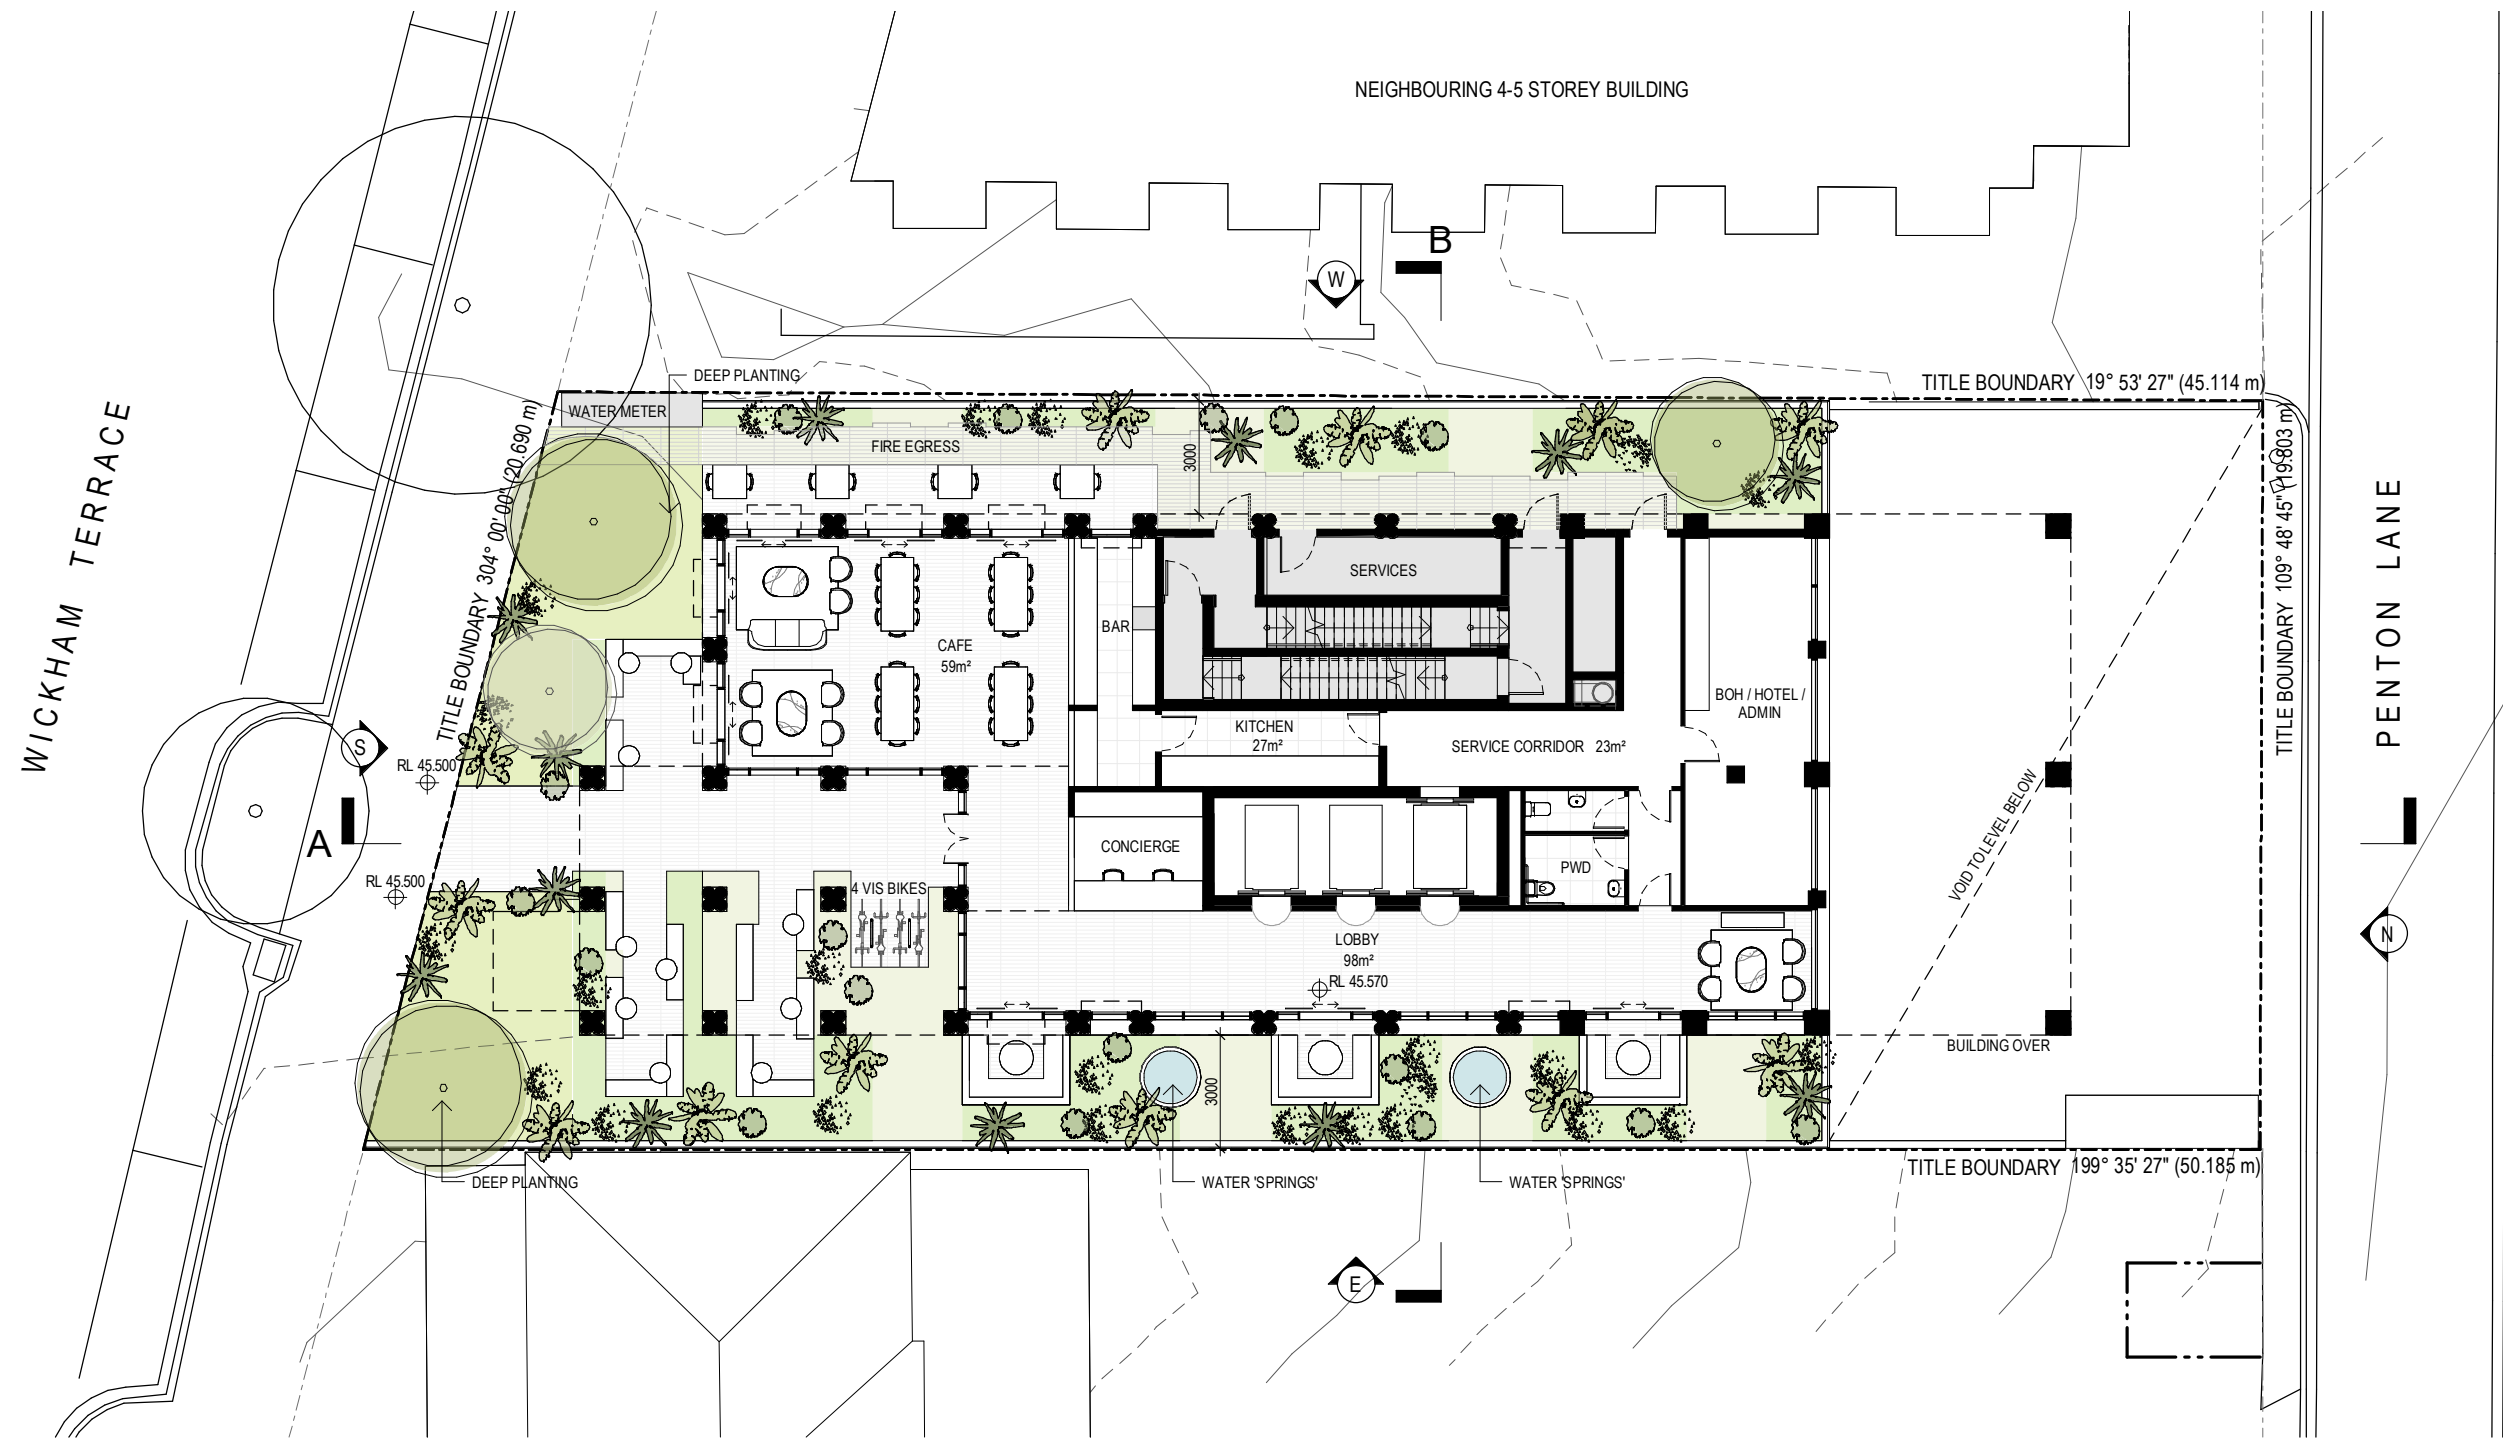 NEIGHBOURING 4-5 STOREY BUILDING
B
W
DEEP PLANTING
TITLE BOUNDARY 19° 53' 27" (45.114 m)
WATER METER
FIRE EGRESS
3000
WICKHAM TERRACE
TITLE BOUNDARY 304° 00' 00" (20.690 m)
TITLE BOUNDARY 109° 48' 45" (19.803 m)
PENTON LANE
SERVICES
BAR
CAFE
59m²
BOH / HOTEL /
ADMIN
KITCHEN
27m²
SERVICE CORRIDOR 23m²
S
RL 45.500
A
RL 45.500
CONCIERGE
PWD
4 VIS BIKES
VOID TO LEVEL BELOW
LOBBY
98m²
RL 45.570
N
BUILDING OVER
3000
DEEP PLANTING
WATER 'SPRINGS'
WATER 'SPRINGS'
TITLE BOUNDARY 199° 35' 27" (50.185 m)
E